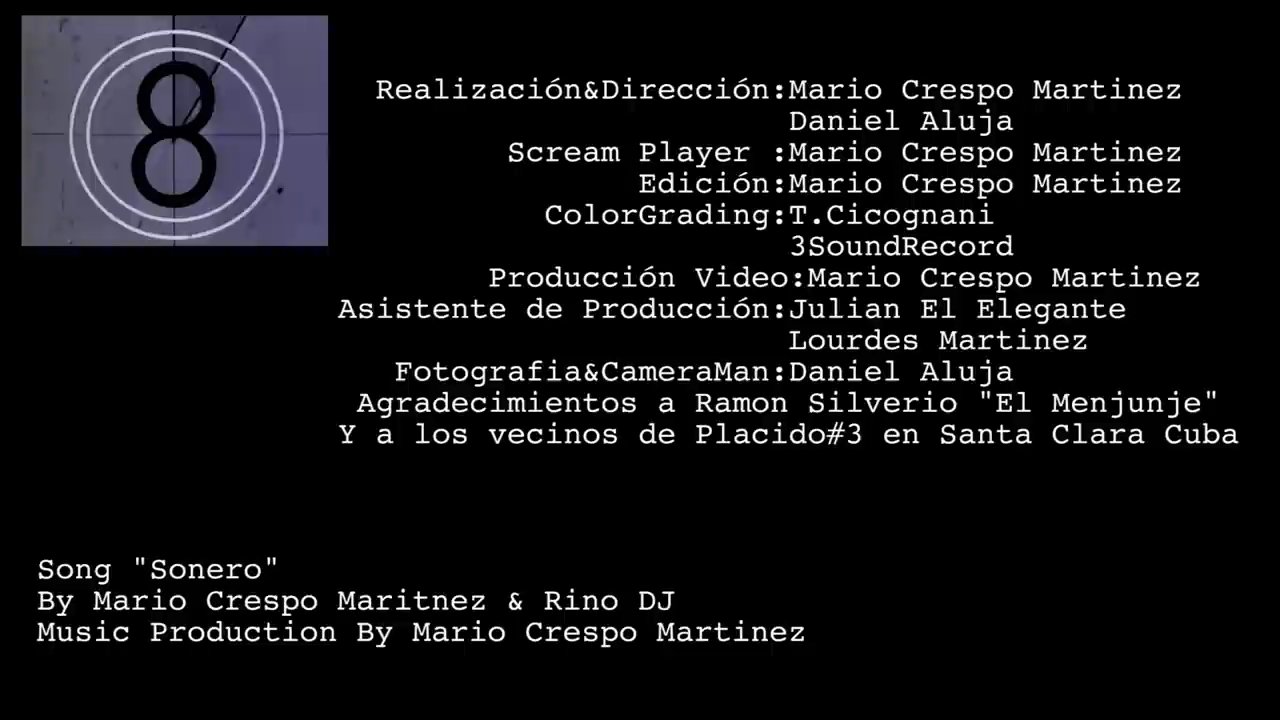 8
Realización&Dirección:Mario Crespo Martinez
Daniel Aluja
Scream Player :Mario Crespo Martinez
Edición:Mario Crespo Martinez
ColorGrading:T.Cicognani
3SoundRecord
Producción Video:Mario Crespo Martinez
Asistente de Producción:Julian El Elegante
Lourdes Martinez
Fotografia&CameraMan:Daniel Aluja
Agradecimientos a Ramon Silverio "El Menjunje"
Y a los vecinos de Placido#3 en Santa Clara Cuba
Song "Sonero"
By Mario Crespo Maritnez & Rino DJ
Music Production By Mario Crespo Martinez